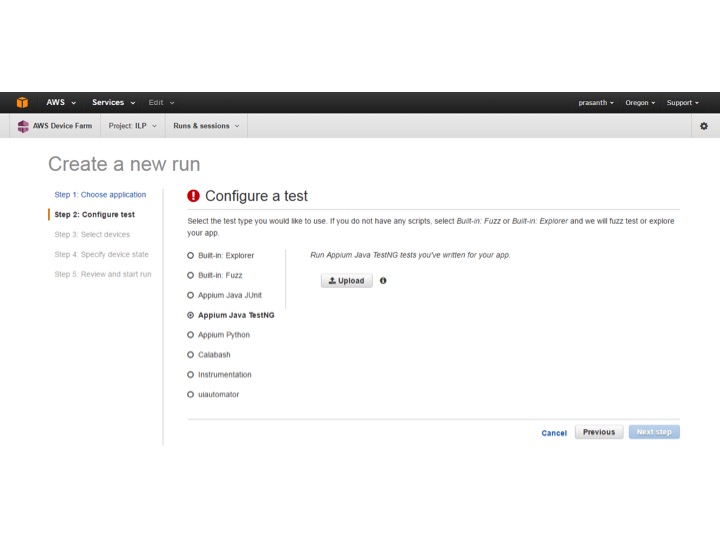 AWS Services Edit prasanth Oregon Support
AWS Device Farm Project: ILP Runs & sessions
Create a new run
Step 1: Choose application
Step 2: Configure test
Step 3: Select devices
Step 4: Specify device state
Step 5: Review and start run
Configure a test
Select the test type you would like to use. If you do not have any scripts, select Built-in: Fuzz or Built-in: Explorer and we will fuzz test or explore
your app.
Built-in: Explorer
Built-in: Fuzz
Appium Java JUnit
Appium Java TestNG
Appium Python
Calabash
Instrumentation
uiautomator
Run Appium Java TestNG tests you've written for your app.
Upload
Cancel Previous Next step